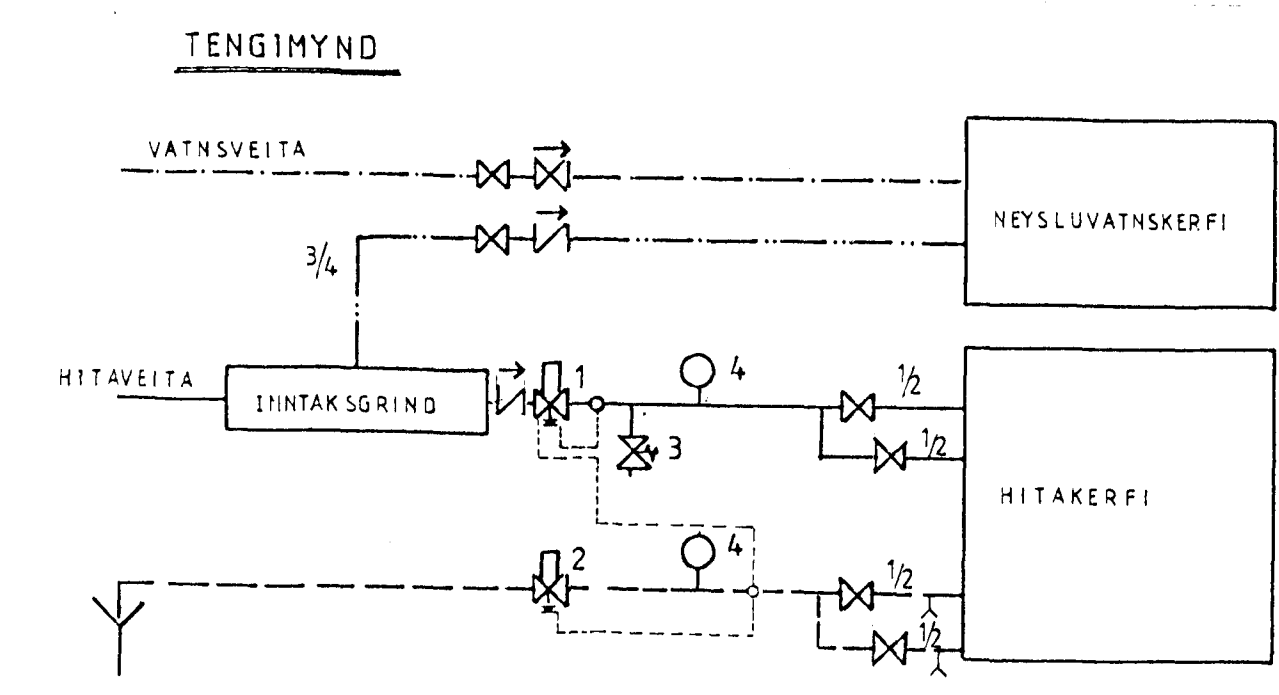 TENGIMYND
VATNSVEITA
NEYSLUVATNSKERFI
3/4
HITAVEITA
INNTAKSGRIND
1
4
1/2
3
1/2
HITAKERFI
2
4
1/2
1/2